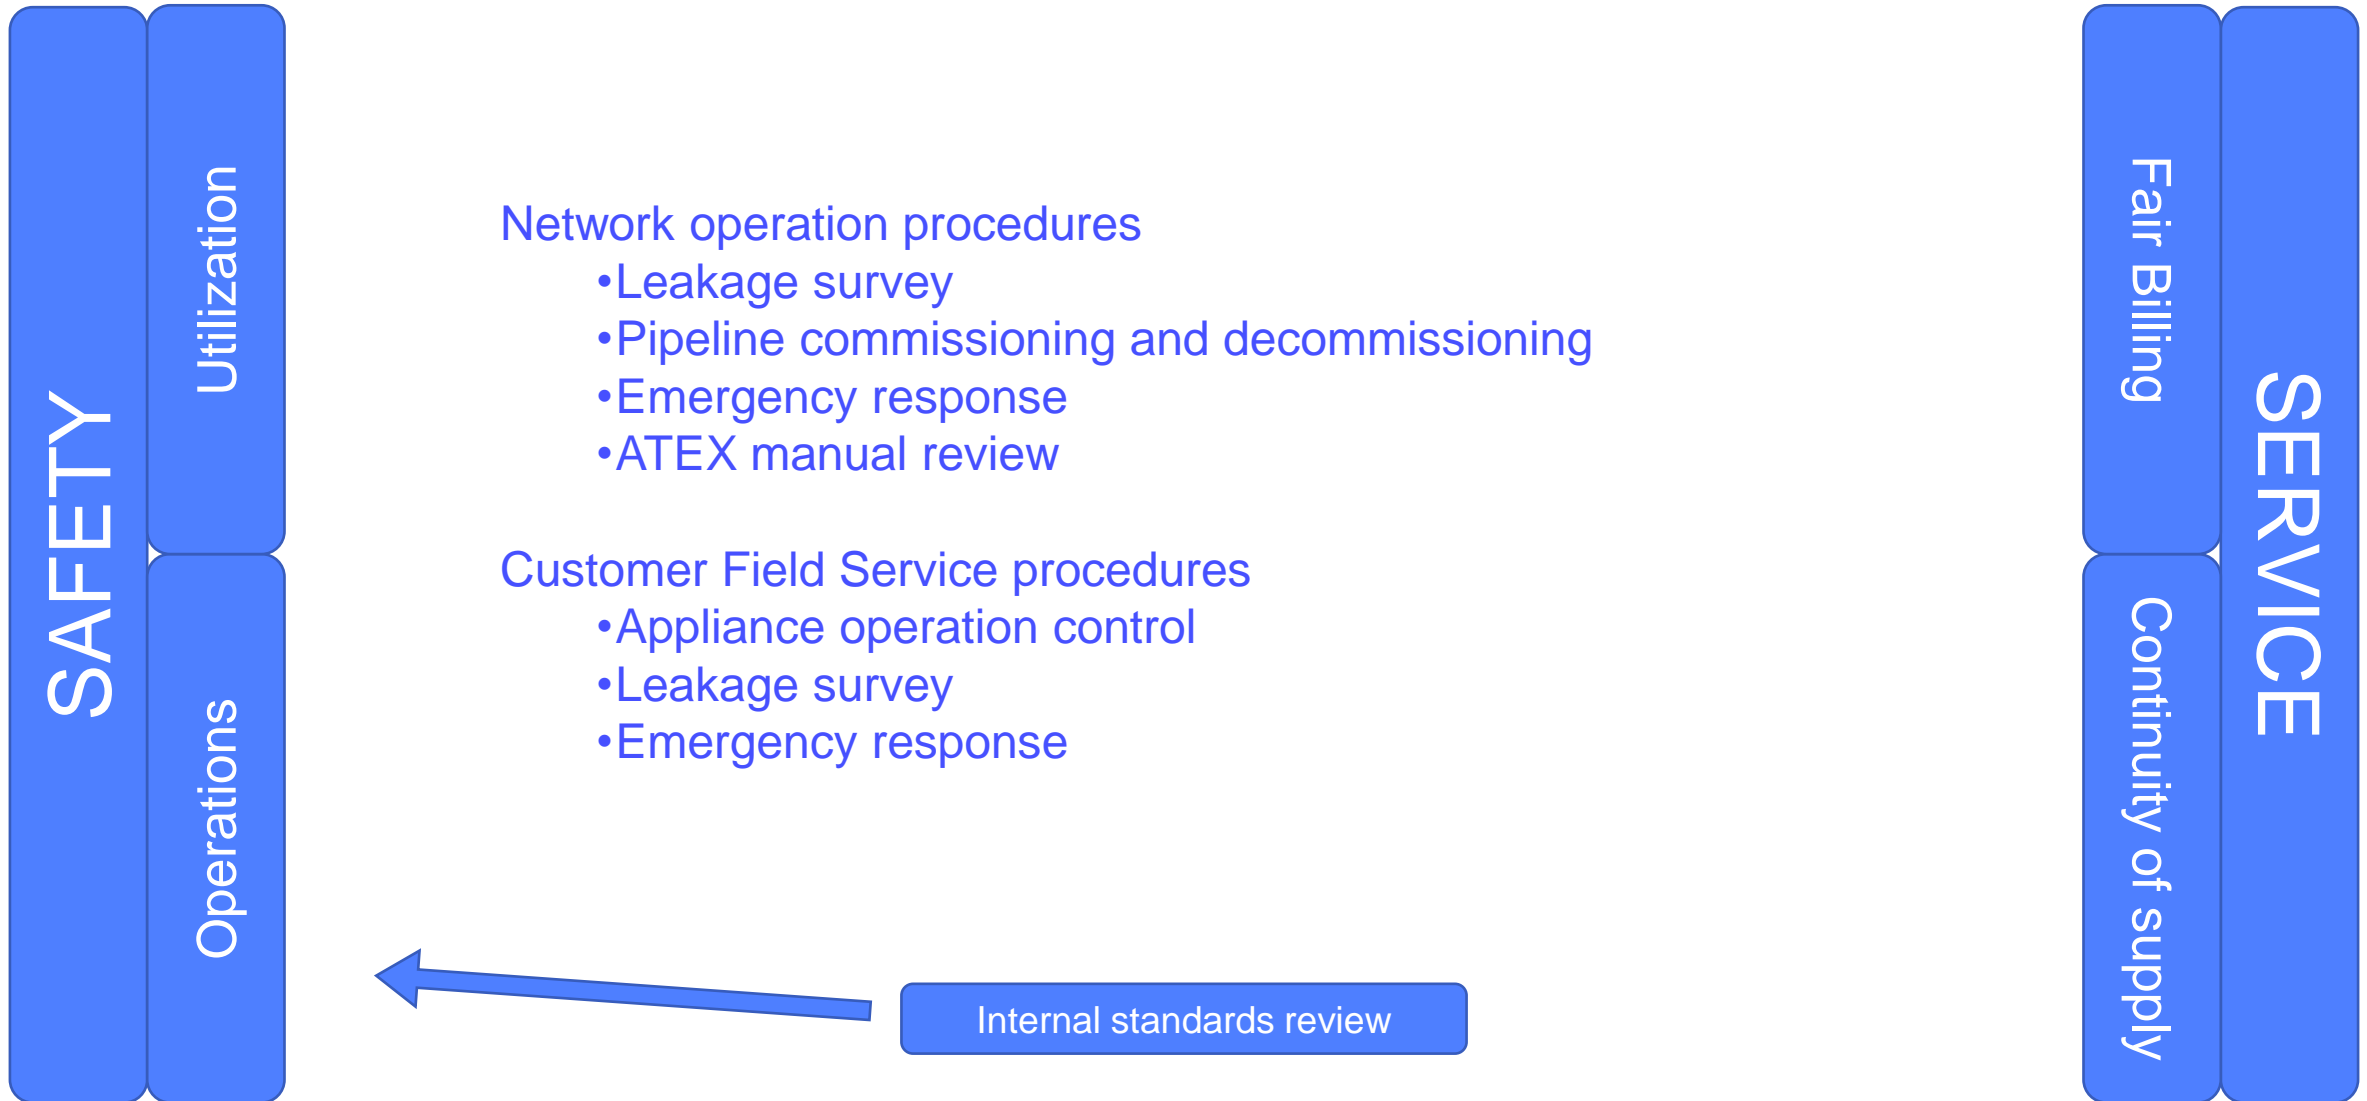 SAFETY
Utilization
Operations
Network operation procedures
•Leakage survey
•Pipeline commissioning and decommissioning
•Emergency response
•ATEX manual review
Customer Field Service procedures
•Appliance operation control
•Leakage survey
•Emergency response
Internal standards review
Fair Billing
Continuity of supply
SERVICE